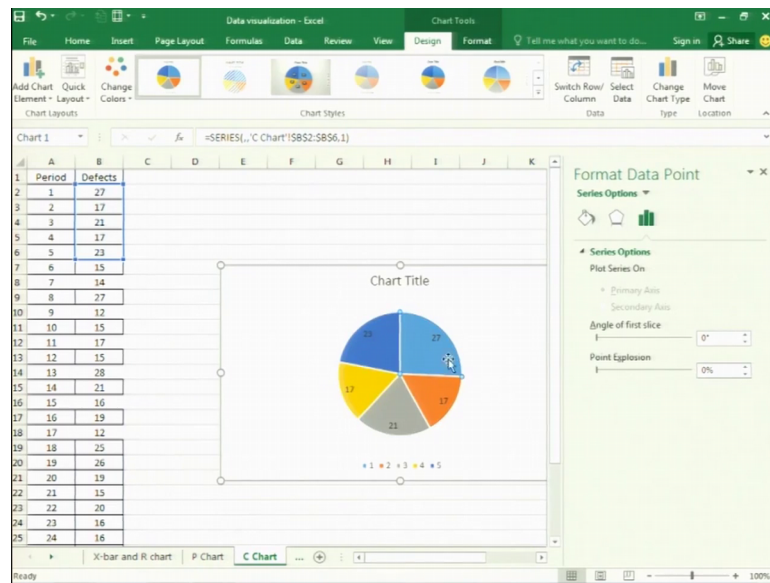 Data visualization - Excel
Chart Tools
File Home Insert Page Layout Formulas Data Review View Design Format Tell me what you want to do... Sign in Share
Add Chart Element Quick Layout Change Colors Switch Row/ Column Select Data Change Chart Type Move Chart
Chart Layouts Chart Styles Data Type Location
Chart 1 fx =SERIES(,,'C Chart'!$B$2:$B$6,1)
A B C D E F G H I J K
1 Period Defects
2 1 27
3 2 17
4 3 21
5 4 17
6 5 23
7 6 15
8 7 14
9 8 27
10 9 12
11 10 15
12 11 17
13 12 15
14 13 28
15 14 21
16 15 16
17 16 19
18 17 12
19 18 25
20 19 26
21 20 19
22 21 15
23 22 20
24 23 16
25 24 16
Chart Title
23 27
17 17
21
1 2 3 4 5
Format Data Point
Series Options
Series Options
Plot Series On
Primary Axis
Secondary Axis
Angle of first slice
0°
Point Explosion
0%
X-bar and R chart P Chart C Chart ...
Ready 100%